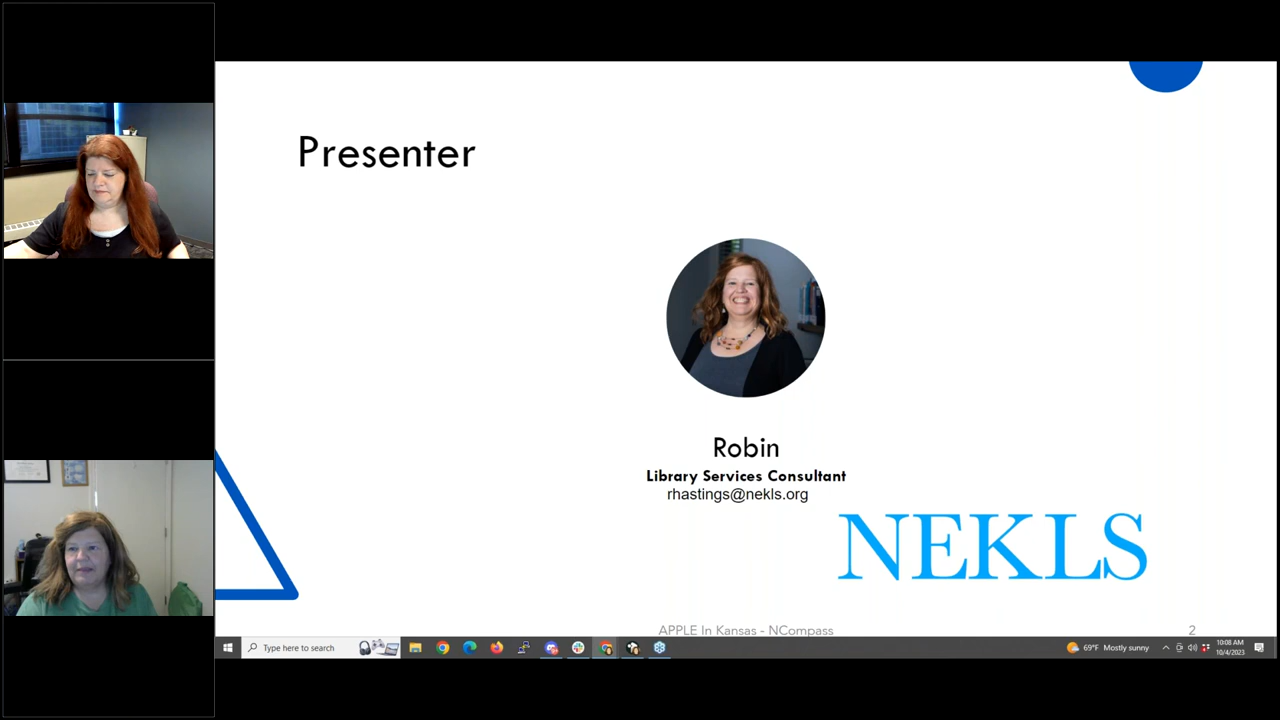 Presenter
Robin
Library Services Consultant
rhastings@nekls.org
NEKLS
APPLE In Kansas - NCompass
2
Type here to search
69°F Mostly sunny
10:08 AM
10/4/2023